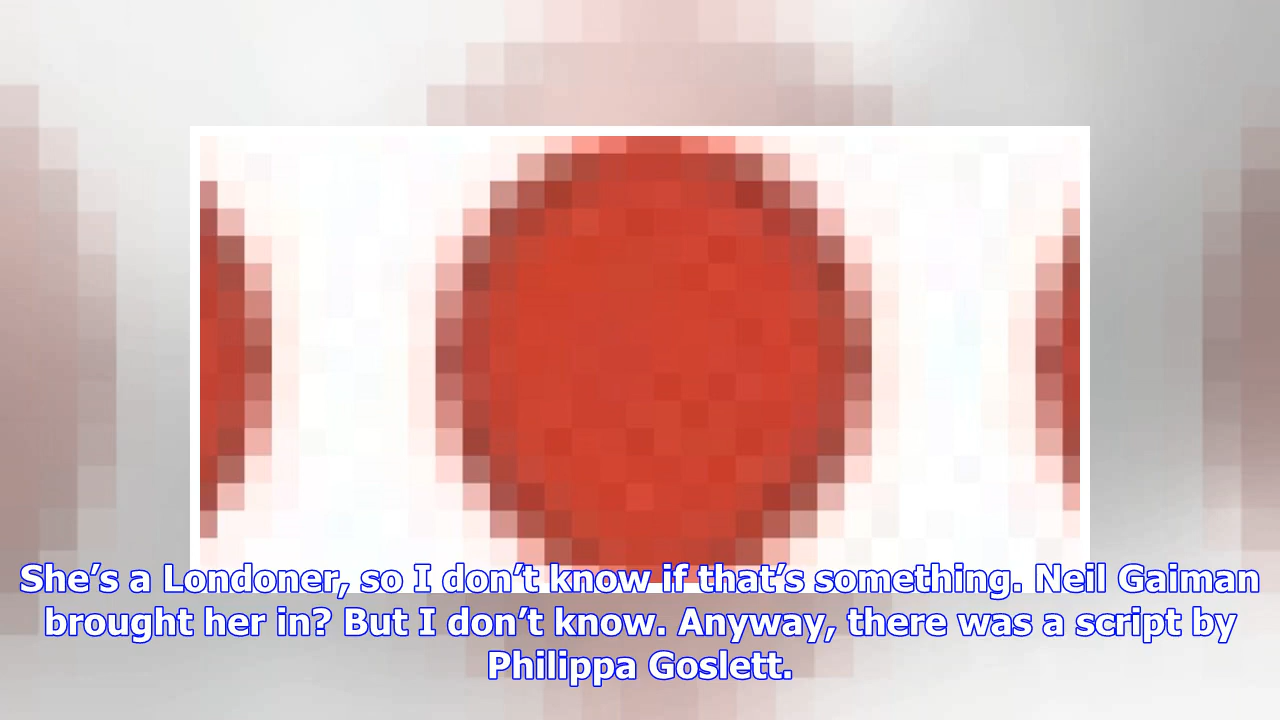 She’s a Londoner, so I don’t know if that’s something. Neil Gaiman
brought her in? But I don’t know. Anyway, there was a script by
Philippa Goslett.